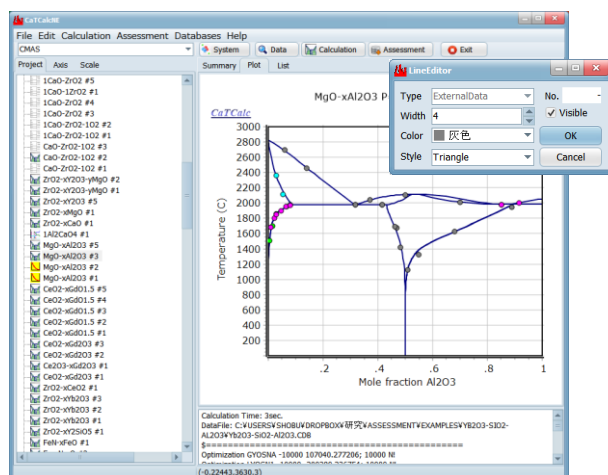 CaTCalcNE
File Edit Calculation Assessment Databases Help
CMAS
System Data Calculation Assessment Exit
Project Axis Scale
Summary Plot List
1CaO-ZrO2 #5
1CaO-1ZrO2 #1
1CaO-ZrO2 #4
1CaO-ZrO2 #3
CaO-ZrO2-1O2 #2
CaO-ZrO2-1O2 #1
CaO-ZrO2-1O2 #2
CaO-ZrO2-1O2 #1
ZrO2-xY2O3-yMgO #2
ZrO2-xY2O3-yMgO #1
ZrO2-xY2O3 #5
ZrO2-xMgO #1
ZrO2-xCaO #1
1Al2CaO4 #1
MgO-xAl2O3 #5
MgO-xAl2O3 #3
MgO-xAl2O3 #2
MgO-xAl2O3 #1
CeO2-xGdO1.5 #5
CeO2-xGdO1.5 #4
CeO2-xGdO1.5 #3
CeO2-xGdO1.5 #2
CeO2-xGdO1.5 #1
CeO2-xGd2O3 #3
CeO2-xGd2O3 #2
Ce2O3-xGd2O3 #1
CeO2-xGd2O3 #1
ZrO2-xCeO2 #1
ZrO2-xYb2O3 #3
ZrO2-xYb2O3 #2
ZrO2-xYb2O3 #1
ZrO2-xY2SiO5 #1
FeN-xFeO #1
MgO-xAl2O3 P
CaTCalc
Temperature (C)
3000
2800
2600
2400
2200
2000
1800
1600
1400
1200
1000
800
600
400
200
.2 .4 .6 .8 1
Mole fraction Al2O3
LineEditor
Type ExternalData No. -
Width 4 Visible
Color 灰色 OK
Style Triangle Cancel
Calculation Time: 3sec.
DataFile: C:¥USERS¥SHOBU¥DROPBOX¥研究¥ASSESSMENT¥EXAMPLES¥YB2O3-SIO2-
AL2O3¥Yb2O3-SiO2-Al2O3.CDB
Optimization GYOSNA -10000 107040.277206; 10000 N!
(-0.22443,3630.3)